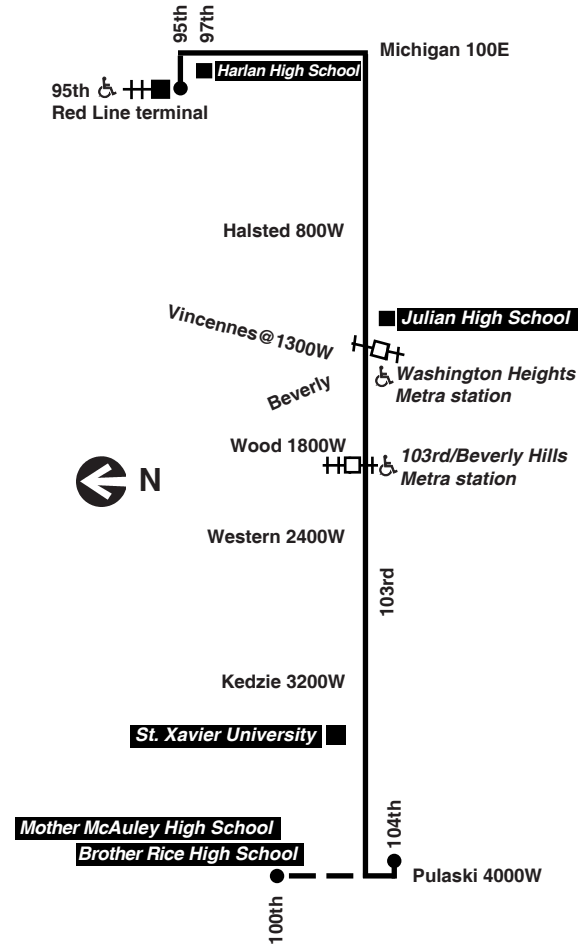 95th
97th
Michigan 100E
Harlan High School
95th
Red Line terminal
Halsted 800W
Julian High School
Vincennes@1300W
Washington Heights
Metra station
Beverly
Wood 1800W
103rd/Beverly Hills
Metra station
N
Western 2400W
103rd
Kedzie 3200W
St. Xavier University
Mother McAuley High School
Brother Rice High School
104th
Pulaski 4000W
100th